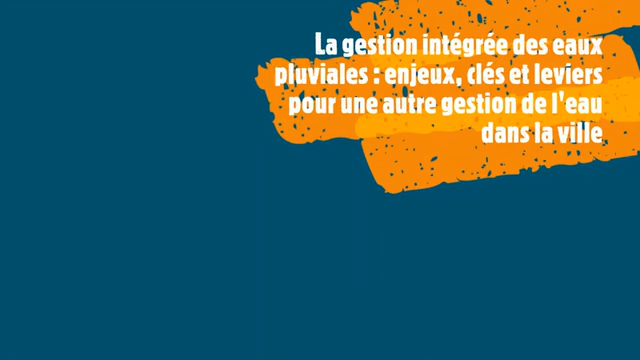 La gestion intégrée des eaux
pluviales : enjeux, clés et leviers
pour une autre gestion de l'eau
dans la ville